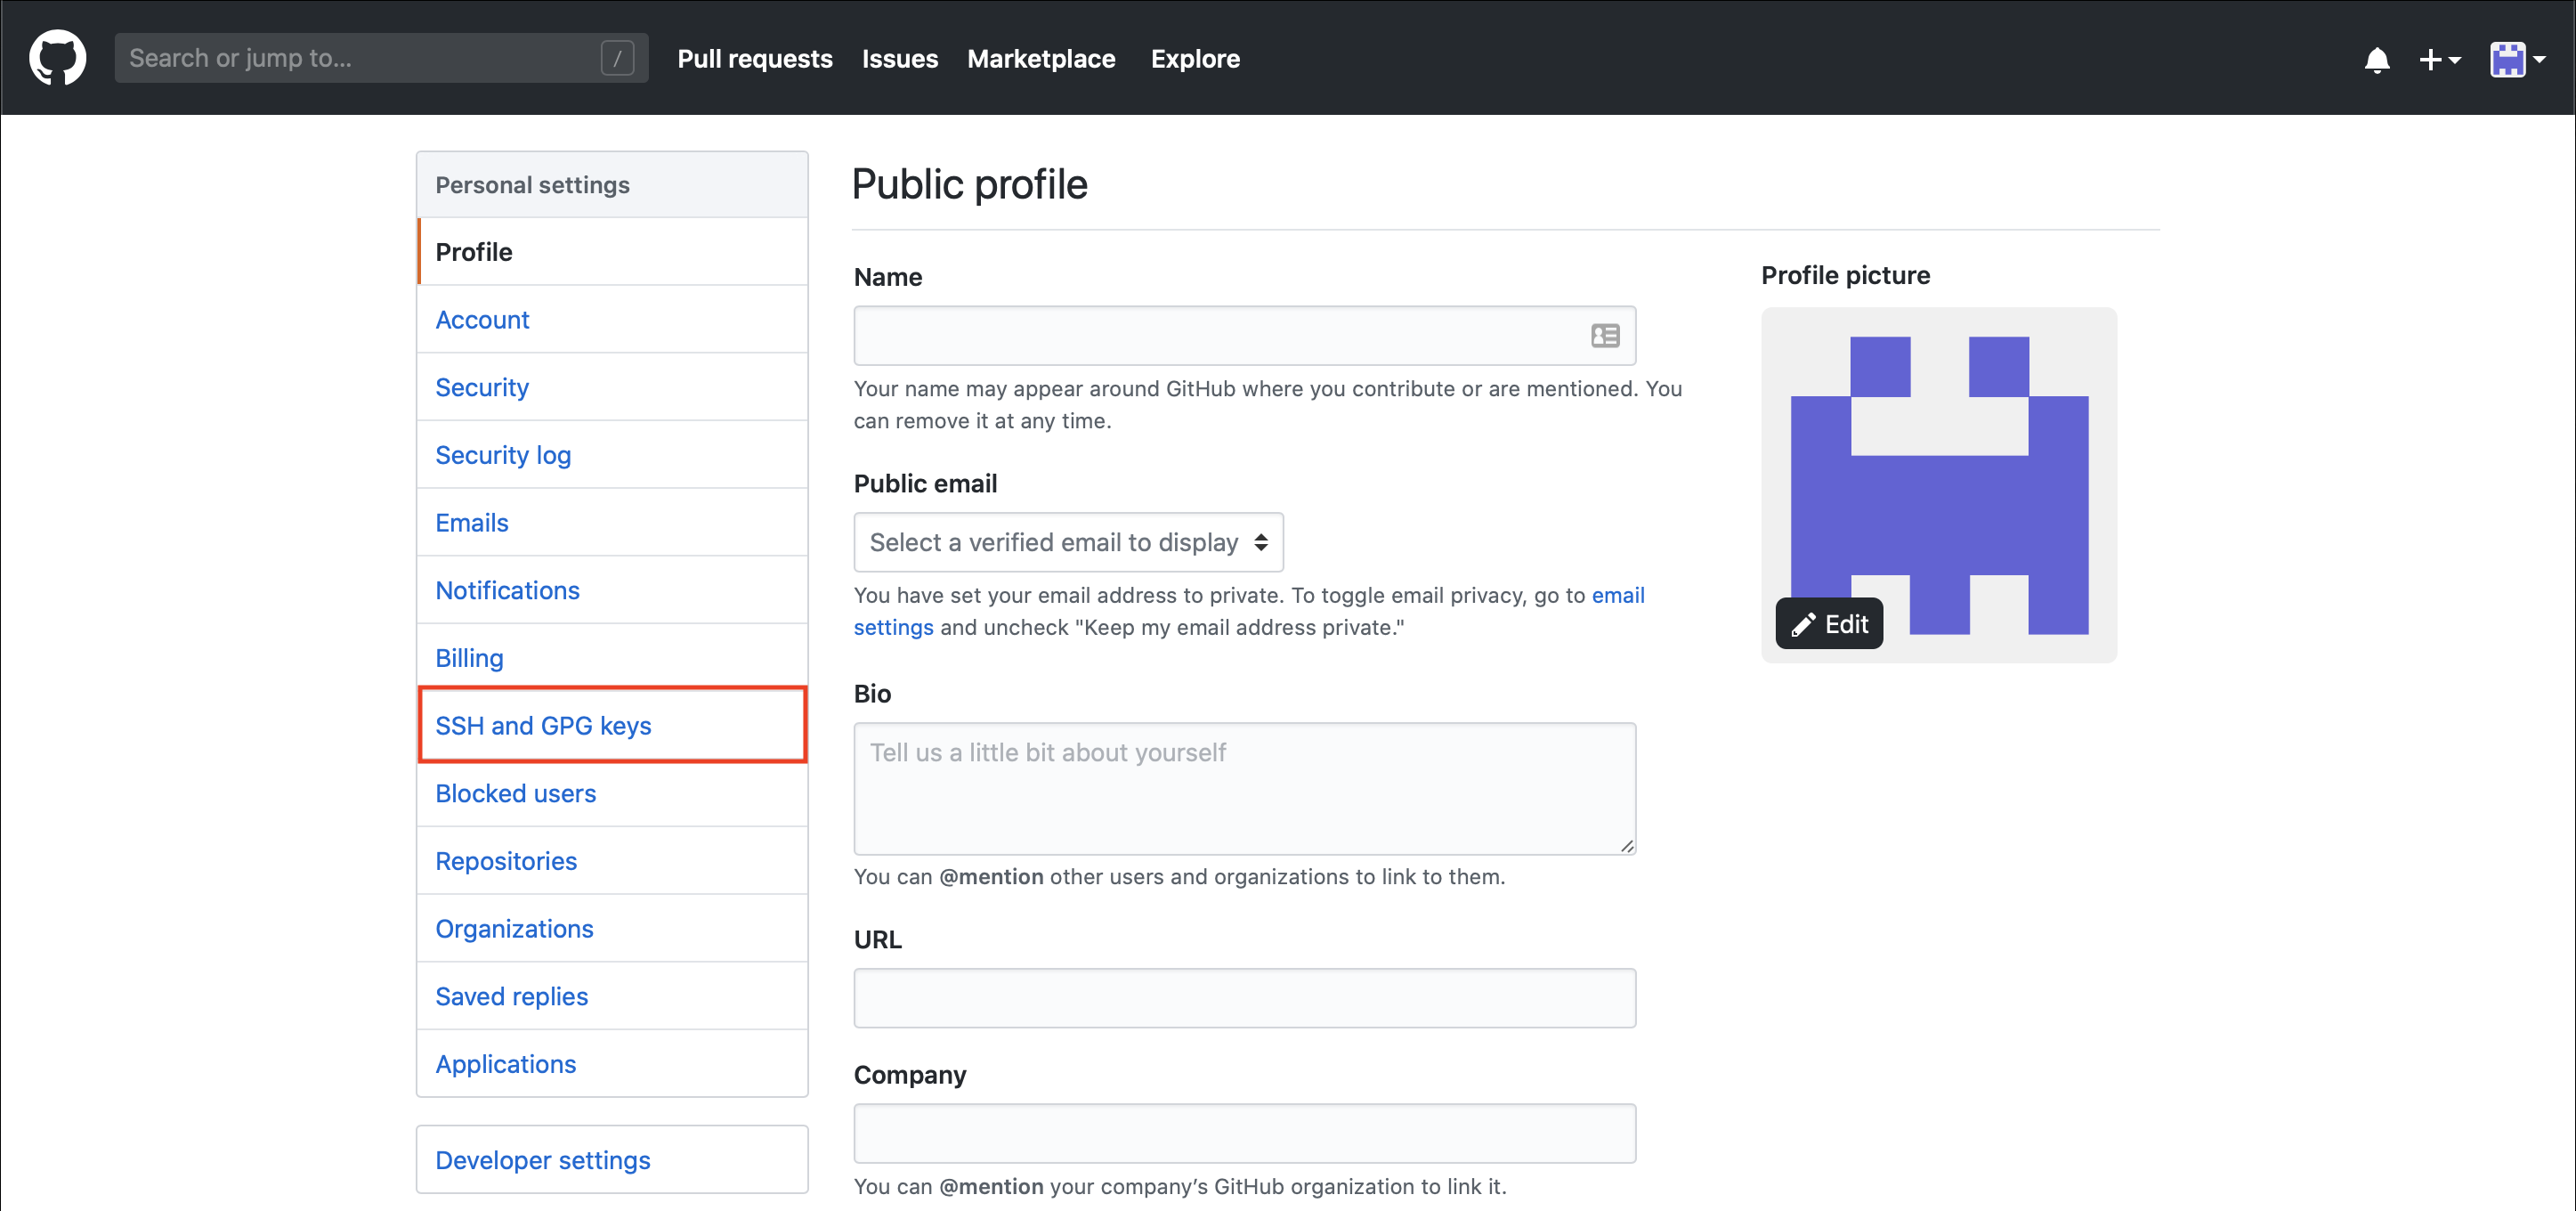 Search or jump to...
/
Pull requests
Issues
Marketplace
Explore
Personal settings
Profile
Account
Security
Security log
Emails
Notifications
Billing
SSH and GPG keys
Blocked users
Repositories
Organizations
Saved replies
Applications
Developer settings
Public profile
Name
Your name may appear around GitHub where you contribute or are mentioned. You
can remove it at any time.
Public email
Select a verified email to display
You have set your email address to private. To toggle email privacy, go to email
settings and uncheck "Keep my email address private."
Bio
Tell us a little bit about yourself
You can @mention other users and organizations to link to them.
URL
Company
You can @mention your company’s GitHub organization to link it.
Profile picture
Edit